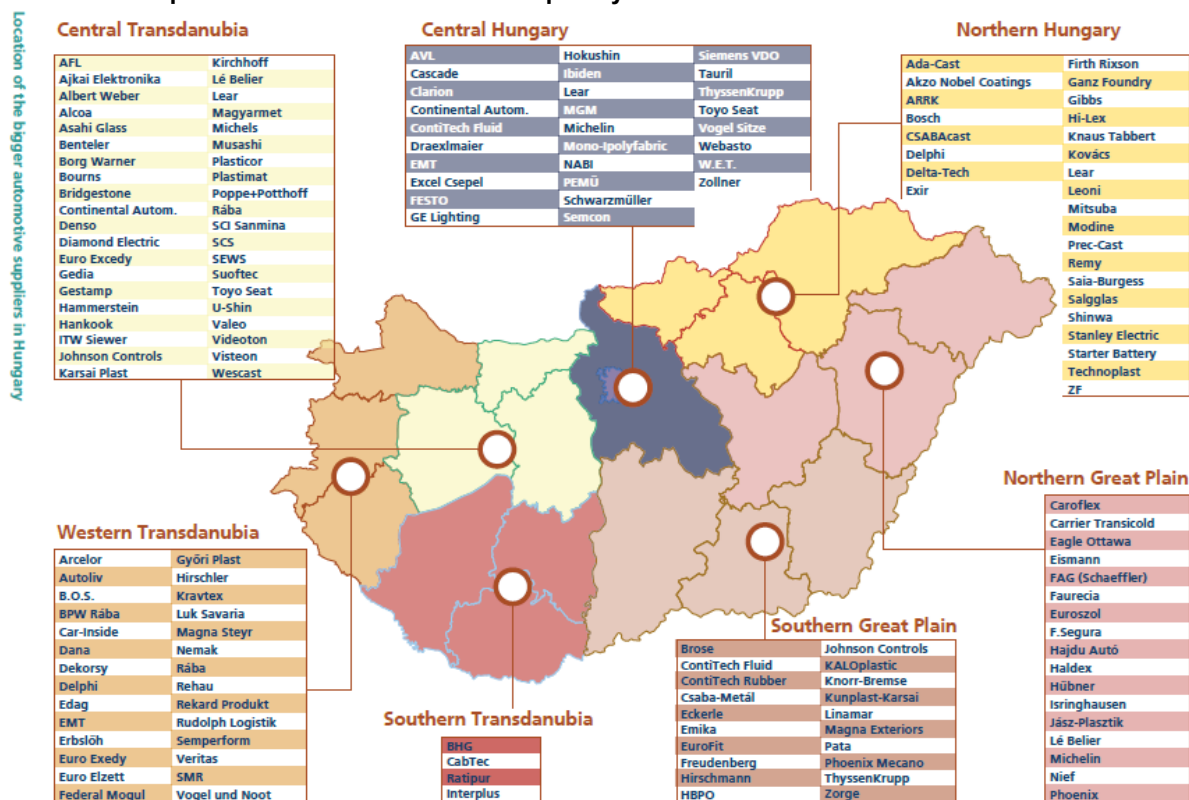 Location of the bigger automotive suppliers in Hungary
Central Transdanubia
AFL
Ajkai Elektronika
Albert Weber
Alcoa
Asahi Glass
Benteler
Borg Warner
Bourns
Bridgestone
Continental Autom.
Denso
Diamond Electric
Euro Excedy
Gedia
Gestamp
Hammerstein
Hankook
ITW Siewer
Johnson Controls
Karsai Plast
Kirchhoff
Lé Belier
Lear
Magyarmet
Michels
Musashi
Plasticor
Plastimat
Poppe+Potthoff
Rába
SCI Sanmina
SCS
SEWS
Suoftec
Toyo Seat
U-Shin
Valeo
Videoton
Visteon
Wescast
Central Hungary
AVL
Cascade
Clarion
Continental Autom.
ContiTech Fluid
Draexlmaier
EMT
Excel Csepel
FESTO
GE Lighting
Hokushin
Ibiden
Lear
MGM
Michelin
Mono-Ipolyfabric
NABI
PEMÜ
Schwarzmüller
Semcon
Siemens VDO
Tauril
ThyssenKrupp
Toyo Seat
Vogel Sitze
Webasto
W.E.T.
Zollner
Northern Hungary
Ada-Cast
Akzo Nobel Coatings
ARRK
Bosch
CSABAcast
Delphi
Delta-Tech
Exir
Firth Rixson
Ganz Foundry
Gibbs
Hi-Lex
Knaus Tabbert
Kovács
Lear
Leoni
Mitsuba
Modine
Prec-Cast
Remy
Saia-Burgess
Salgglas
Shinwa
Stanley Electric
Starter Battery
Technoplast
ZF
Western Transdanubia
Arcelor
Autoliv
B.O.S.
BPW Rába
Car-Inside
Dana
Dekorsy
Delphi
Edag
EMT
Erbslöh
Euro Exedy
Euro Elzett
Federal Mogul
Győri Plast
Hirschler
Kravtex
Luk Savaria
Magna Steyr
Nemak
Rába
Rehau
Rekard Produkt
Rudolph Logistik
Semperform
Veritas
SMR
Vogel und Noot
Southern Transdanubia
BHG
CabTec
Ratipur
Interplus
Southern Great Plain
Brose
ContiTech Fluid
ContiTech Rubber
Csaba-Metál
Eckerle
Emika
EuroFit
Freudenberg
Hirschmann
HBPO
Johnson Controls
KALOplastic
Knorr-Bremse
Kunplast-Karsai
Linamar
Magna Exteriors
Pata
Phoenix Mecano
ThyssenKrupp
Zorge
Northern Great Plain
Caroflex
Carrier Transicold
Eagle Ottawa
Eismann
FAG (Schaeffler)
Faurecia
Euroszol
F.Segura
Hajdu Autó
Haldex
Hübner
Isringhausen
Jász-Plasztik
Lé Belier
Michelin
Nief
Phoenix